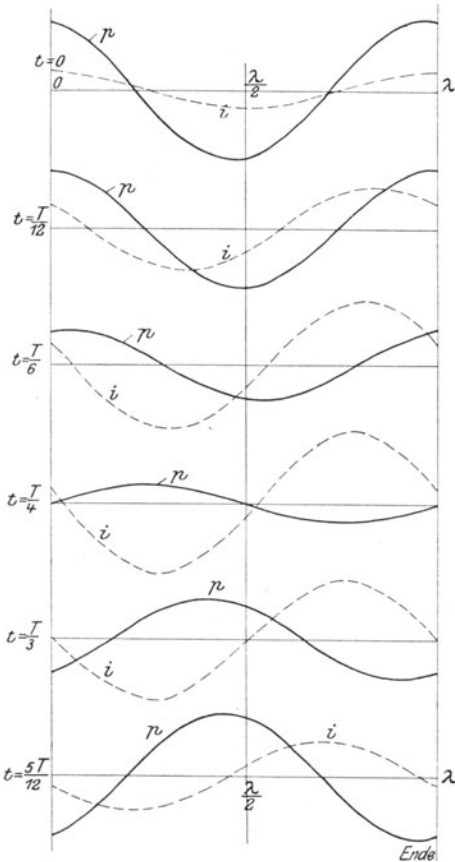 p
t=0
0
λ/2
λ
i
p
t=T/12
i
p
t=T/6
i
p
t=T/4
i
p
t=T/3
i
p
i
t=5T/12
λ/2
λ
Ende